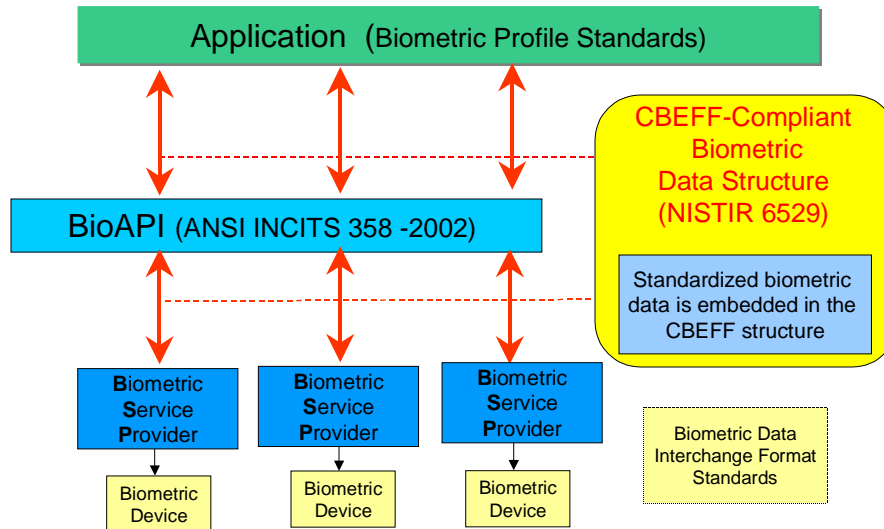 Application (Biometric Profile Standards)
CBEFF-Compliant
Biometric
Data Structure
(NISTIR 6529)
BioAPI (ANSI INCITS 358 -2002)
Standardized biometric
data is embedded in the
CBEFF structure
Biometric
Service
Provider
Biometric
Service
Provider
Biometric
Service
Provider
Biometric Data
Interchange Format
Standards
Biometric
Device
Biometric
Device
Biometric
Device